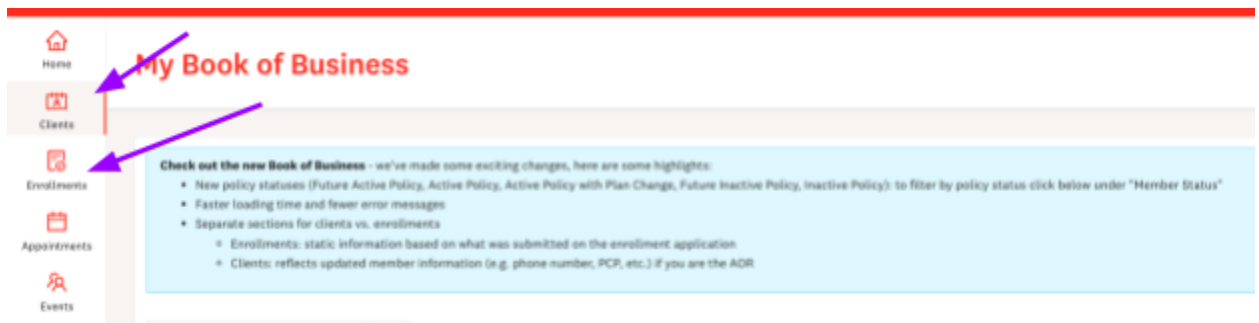 My Book of Business
Home
Clients
Enrollments
Appointments
Events
Check out the new Book of Business - we've made some exciting changes, here are some highlights:
• New policy statuses (Future Active Policy, Active Policy with Plan Change, Future Inactive Policy, Inactive Policy): to filter by policy status click below under "Member Status"
• Faster loading time and fewer error messages
• Separate sections for clients vs. enrollments
◦ Enrollments: static information based on what was submitted on the enrollment application
◦ Clients: reflects updated member information (e.g. phone number, PCP, etc.) if you are the AOR